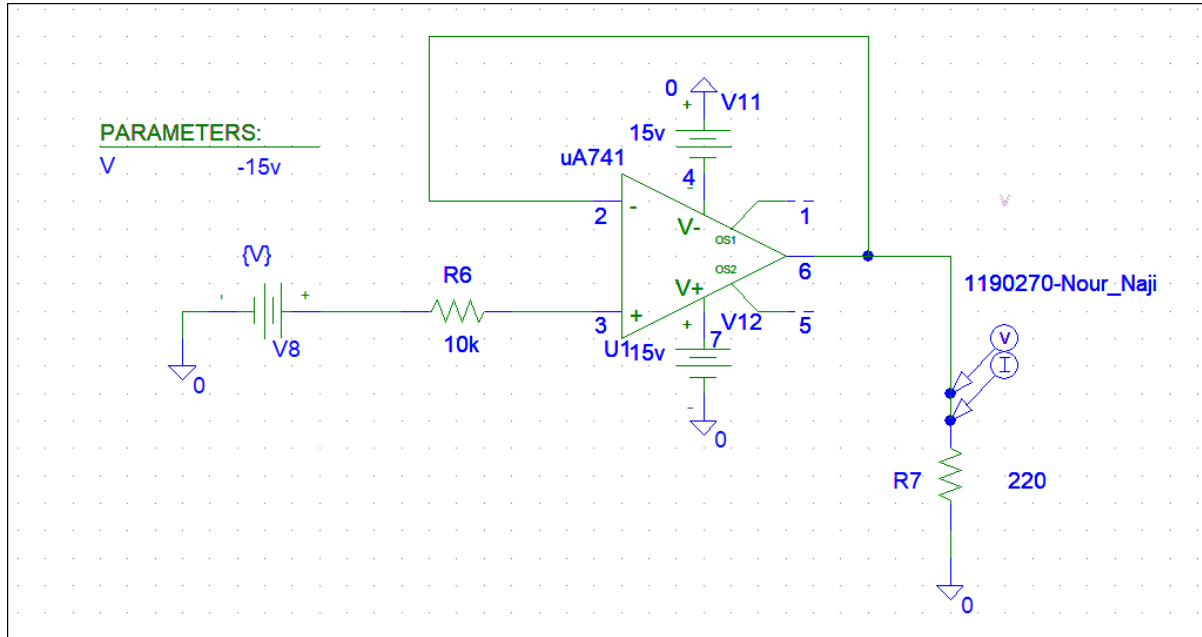 0
V11
+
15v
PARAMETERS:
V -15v
uA741
4
-
2
-
V-
1
OS1
V
{V}
- +
V8
0
R6
10k
3
+
U1
OS2
V+
6
1190270-Nour_Naji
+
V12
5
15v
7
-
0
V
I
R7 220
0